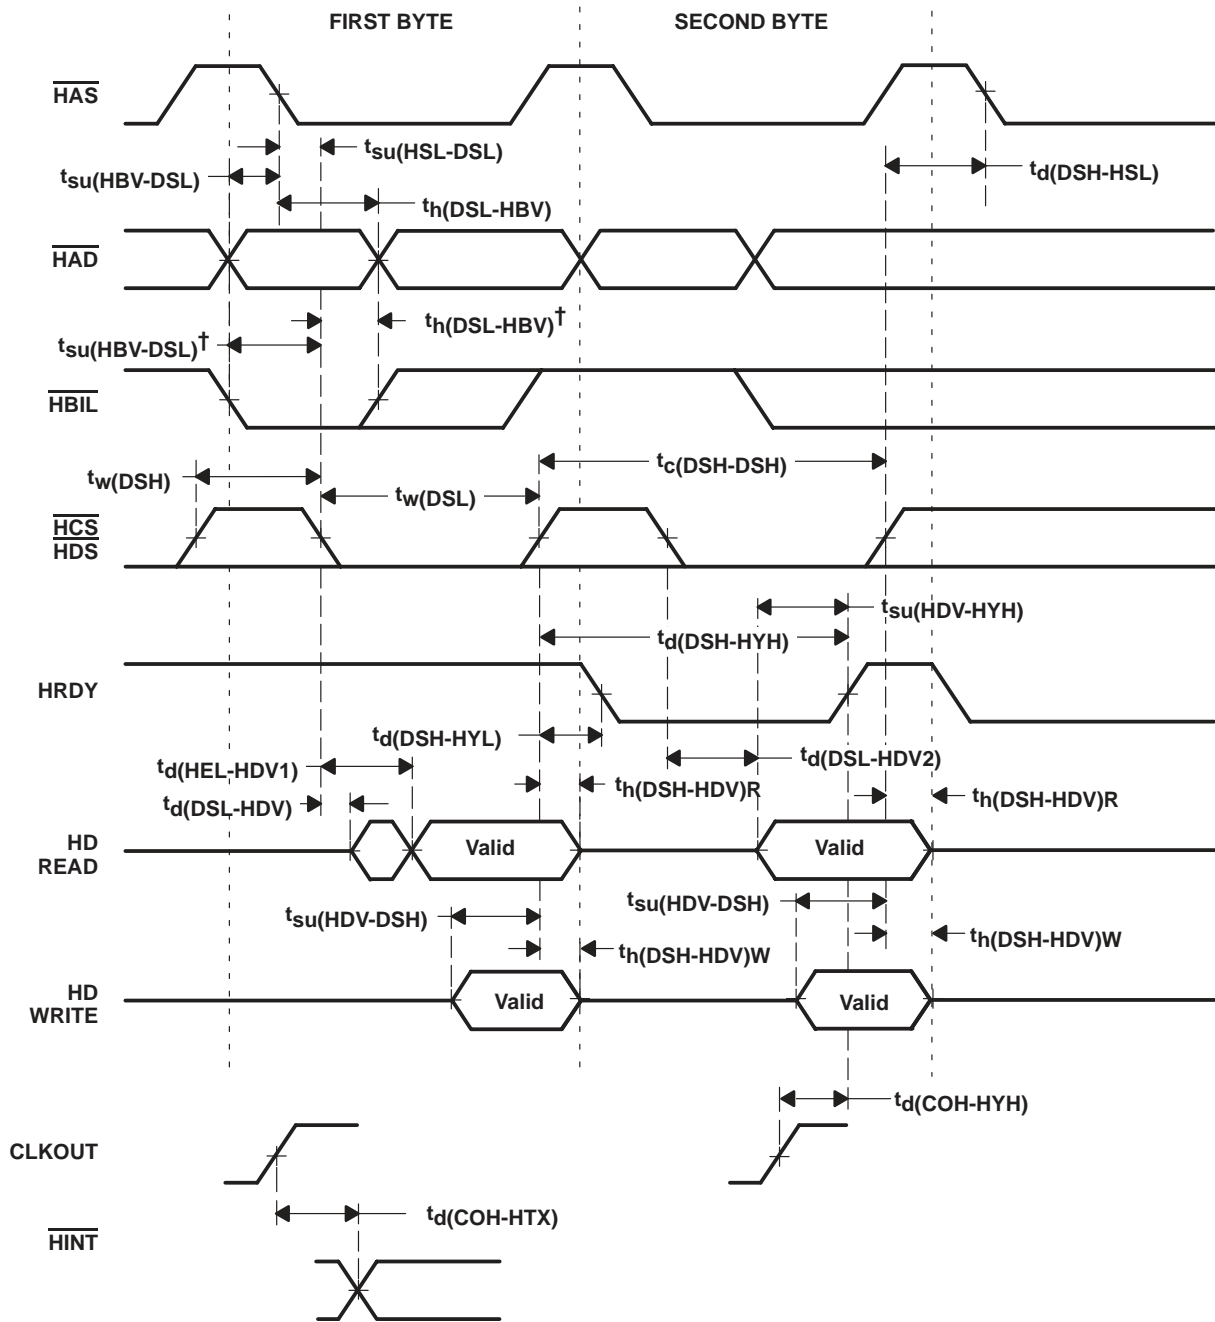 FIRST BYTE
SECOND BYTE
HAS
tsu(HSL-DSL)
tsu(HBV-DSL)
td(DSH-HSL)
th(DSL-HBV)
HAD
th(DSL-HBV)†
tsu(HBV-DSL)†
HBIL
tc(DSH-DSH)
tw(DSH)
tw(DSL)
HCS
HDS
tsu(HDV-HYH)
td(DSH-HYH)
HRDY
td(DSH-HYL)
td(DSL-HDV2)
td(HEL-HDV1)
th(DSH-HDV)R
th(DSH-HDV)R
td(DSL-HDV)
HD
READ
Valid
Valid
tsu(HDV-DSH)
tsu(HDV-DSH)
th(DSH-HDV)W
th(DSH-HDV)W
HD
WRITE
Valid
Valid
td(COH-HYH)
CLKOUT
td(COH-HTX)
HINT